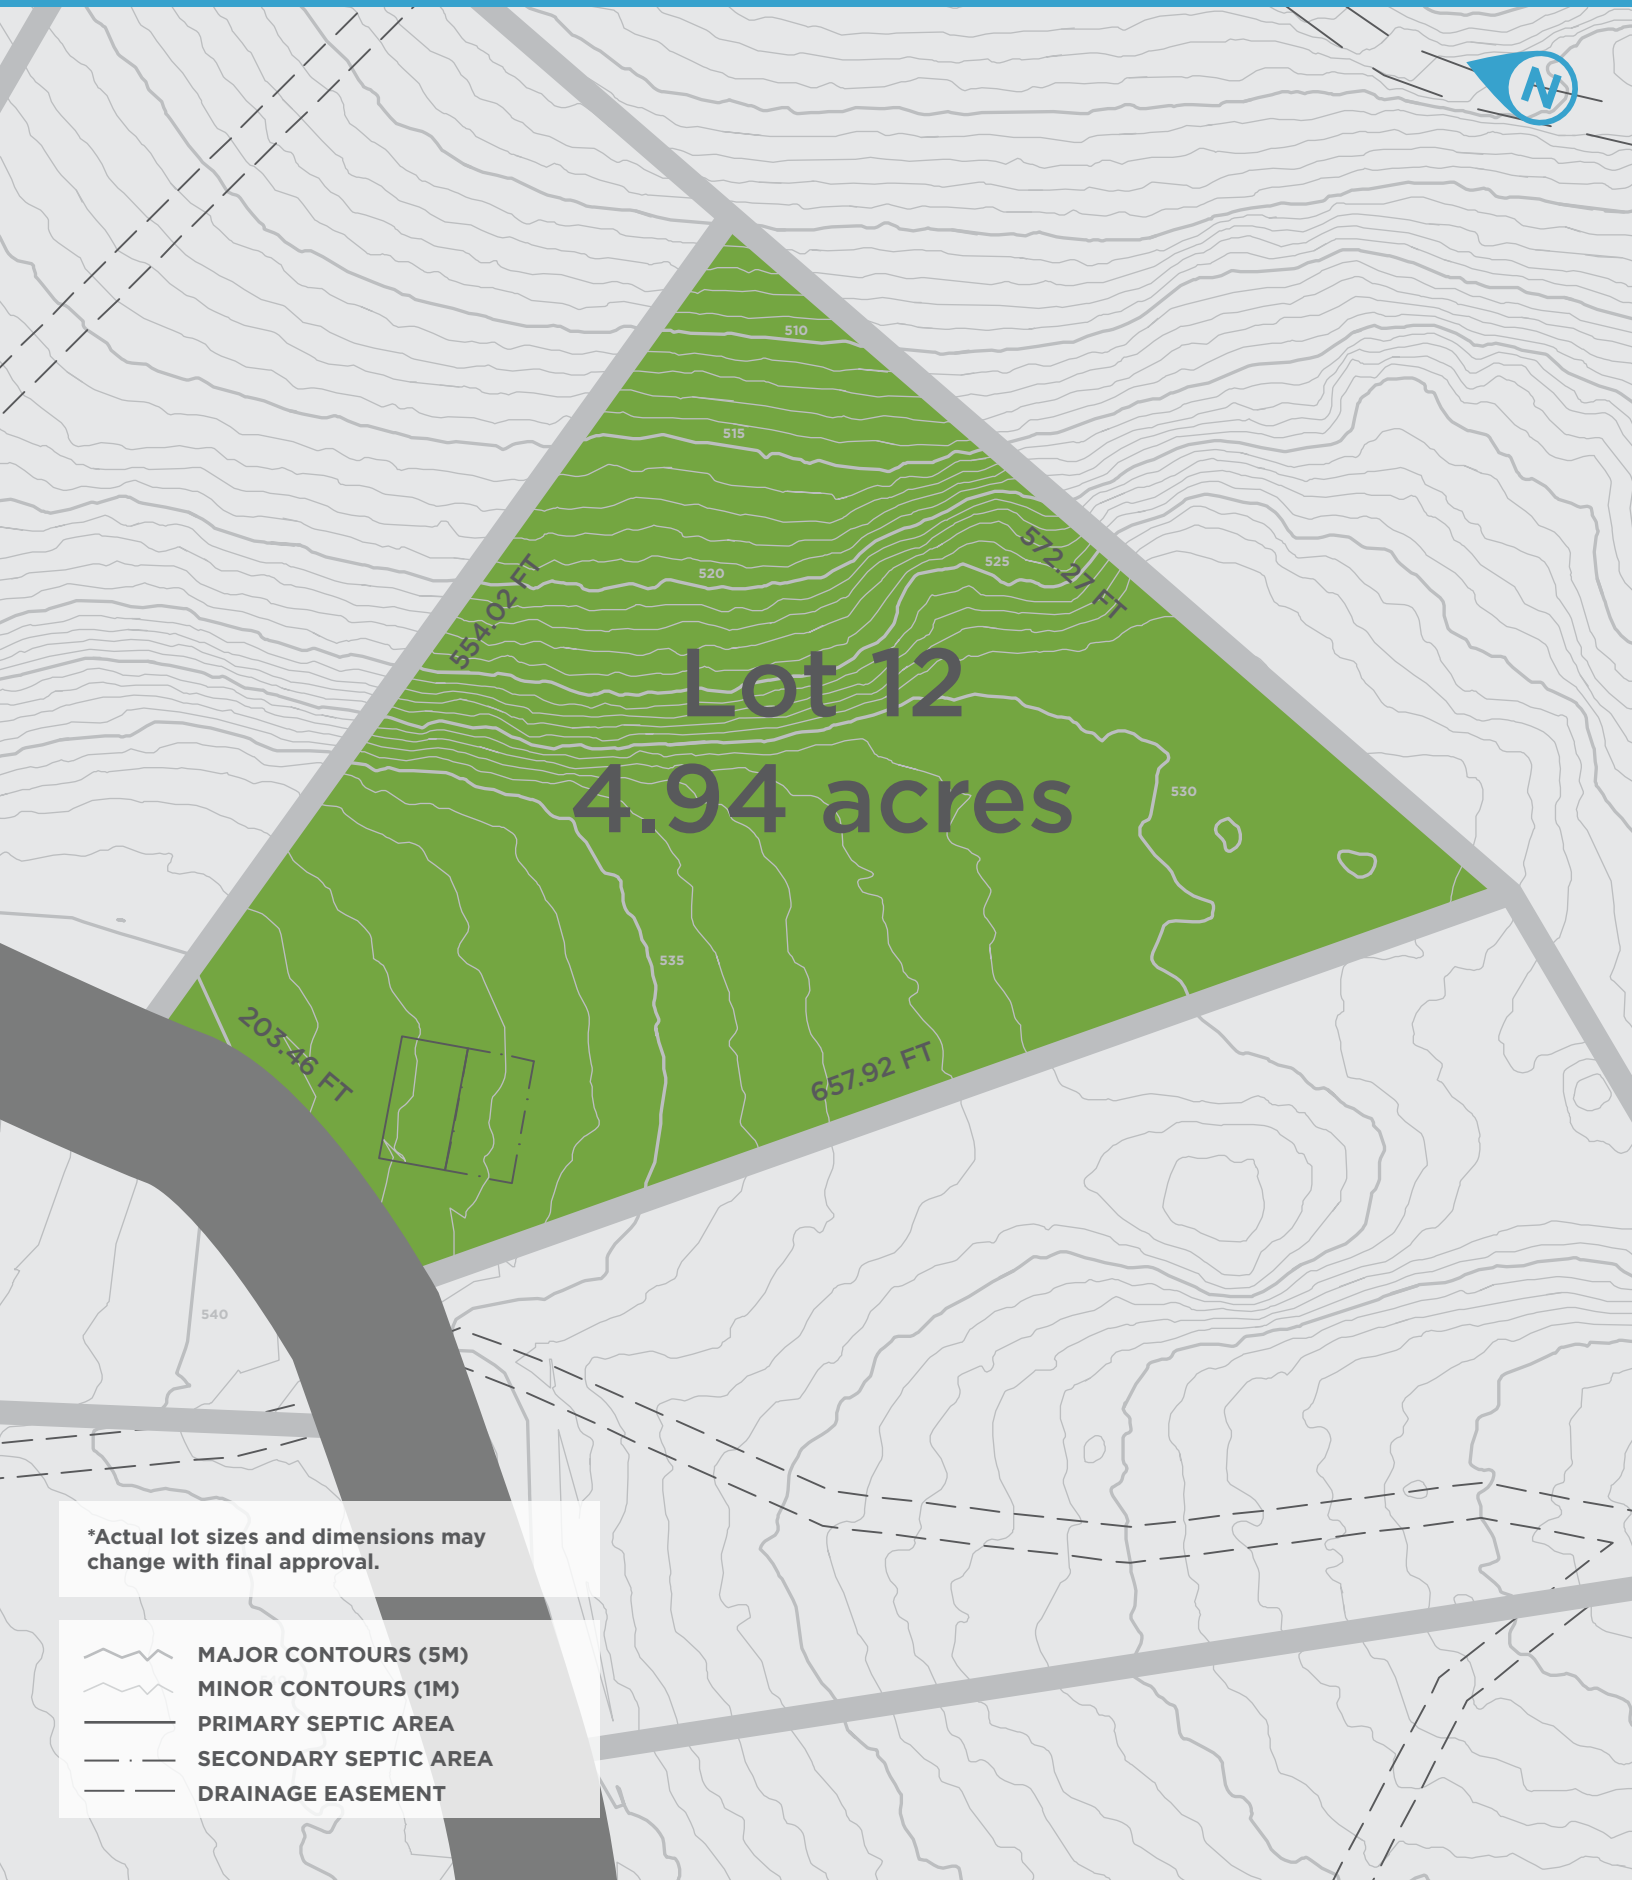 N
510
515
520
525
572.27 FT
554.02 FT
Lot 12
4.94 acres
530
535
203.46 FT
657.92 FT
540
*Actual lot sizes and dimensions may
change with final approval.
MAJOR CONTOURS (5M)
MINOR CONTOURS (1M)
PRIMARY SEPTIC AREA
SECONDARY SEPTIC AREA
DRAINAGE EASEMENT